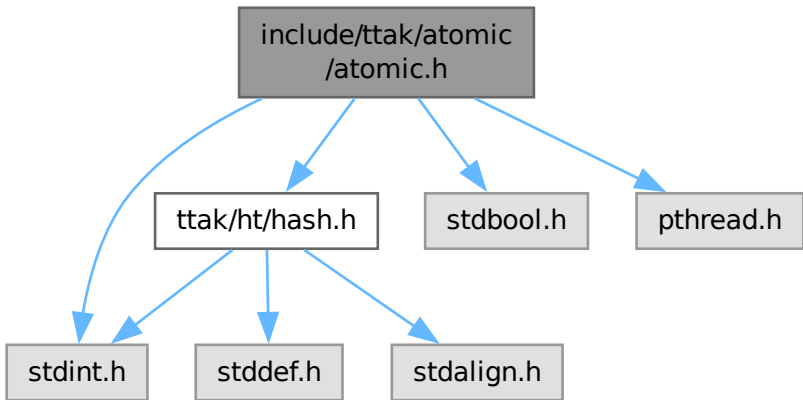 include/ttak/atomic
/atomic.h
ttak/ht/hash.h
stdbool.h
pthread.h
stdint.h
stddef.h
stdalign.h